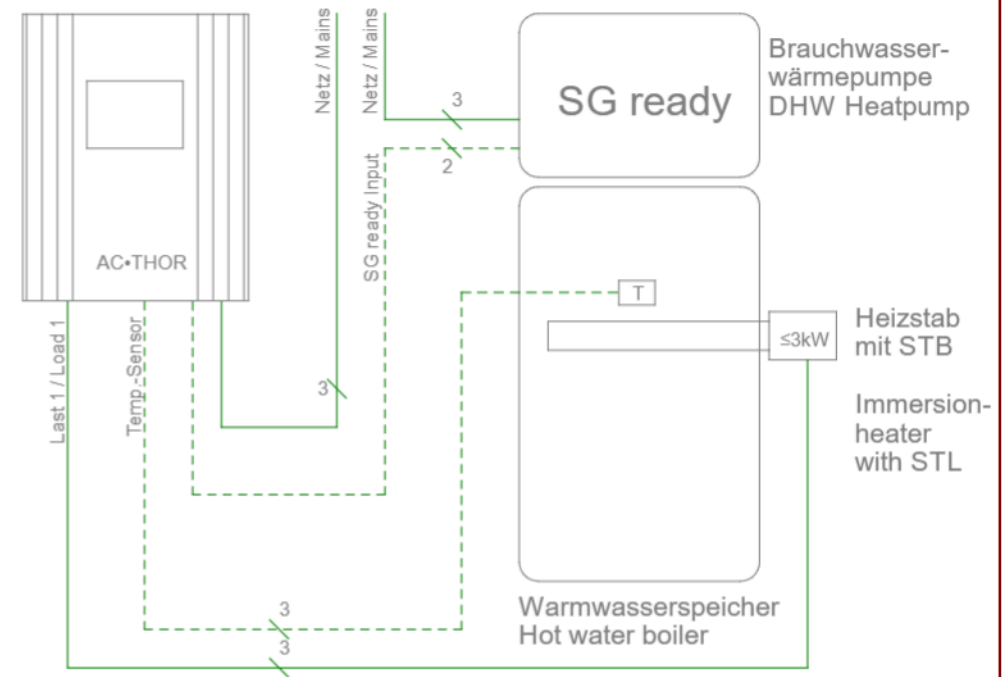 Netz / Mains
Netz / Mains
3
SG ready
Brauchwasser-
wärmepumpe
DHW Heatpump
2
SG ready Input
AC•THOR
T
Last 1 / Load 1
Temp.-Sensor
≤3kW
Heizstab
mit STB
3
Immersion-
heater
with STL
3
Warmwasserspeicher
Hot water boiler
3